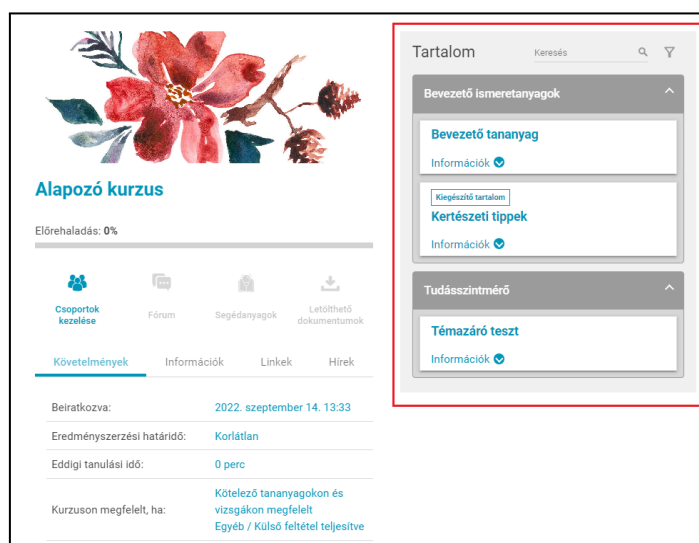 Alapozó kurzus
Előrehaladás: 0%
Csoportok
kezelése
Fórum
Segédanyagok
Letölthető
dokumentumok
Követelmények
Információk
Linkek
Hírek
Beiratkozva:
2022. szeptember 14. 13:33
Eredményszerzési határidő:
Korlátlan
Eddigi tanulási idő:
0 perc
Kurzuson megfelelt, ha:
Kötelező tananyagokon és
vizsgákon megfelelt
Egyéb / Külső feltétel teljesítve
Tartalom
Keresés
Bevezető ismeretanyagok
Bevezető tananyag
Információk
Kiegészítő tartalom
Kertészeti tippek
Információk
Tudásszintmérő
Témazáró teszt
Információk